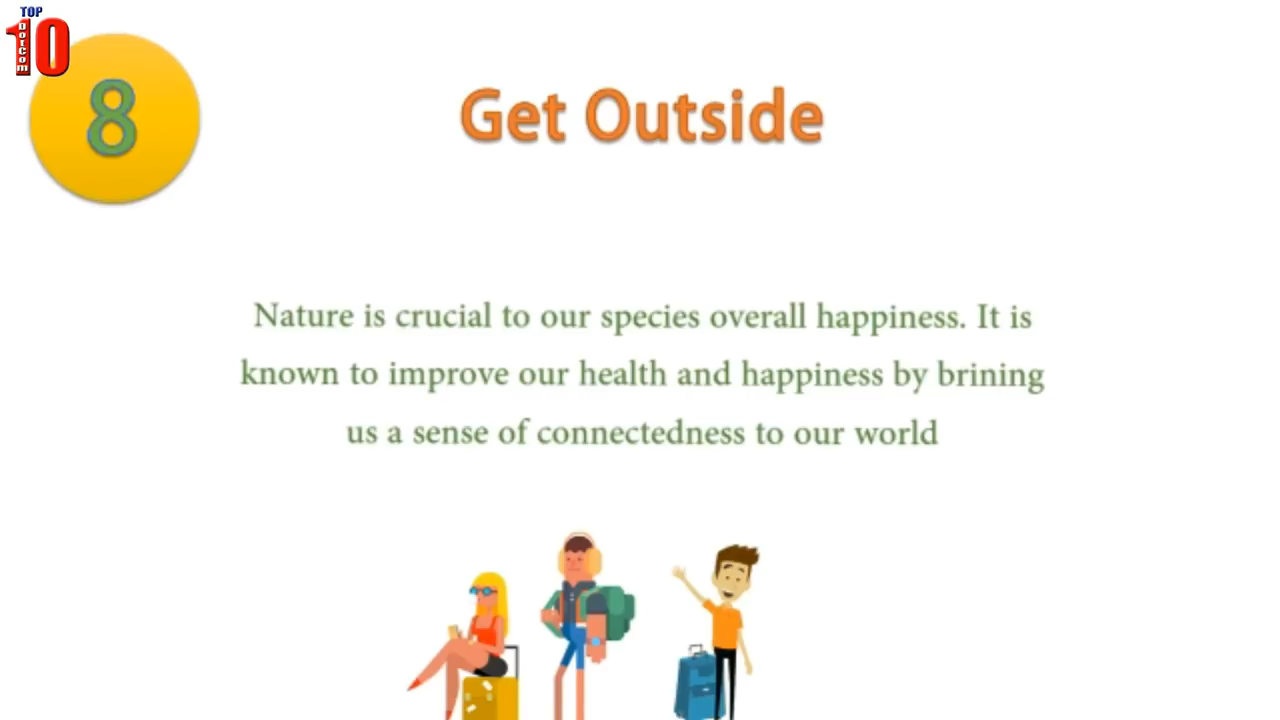 TOP
10
DOTCOM
8
Get Outside
Nature is crucial to our species overall happiness. It is
known to improve our health and happiness by brining
us a sense of connectedness to our world